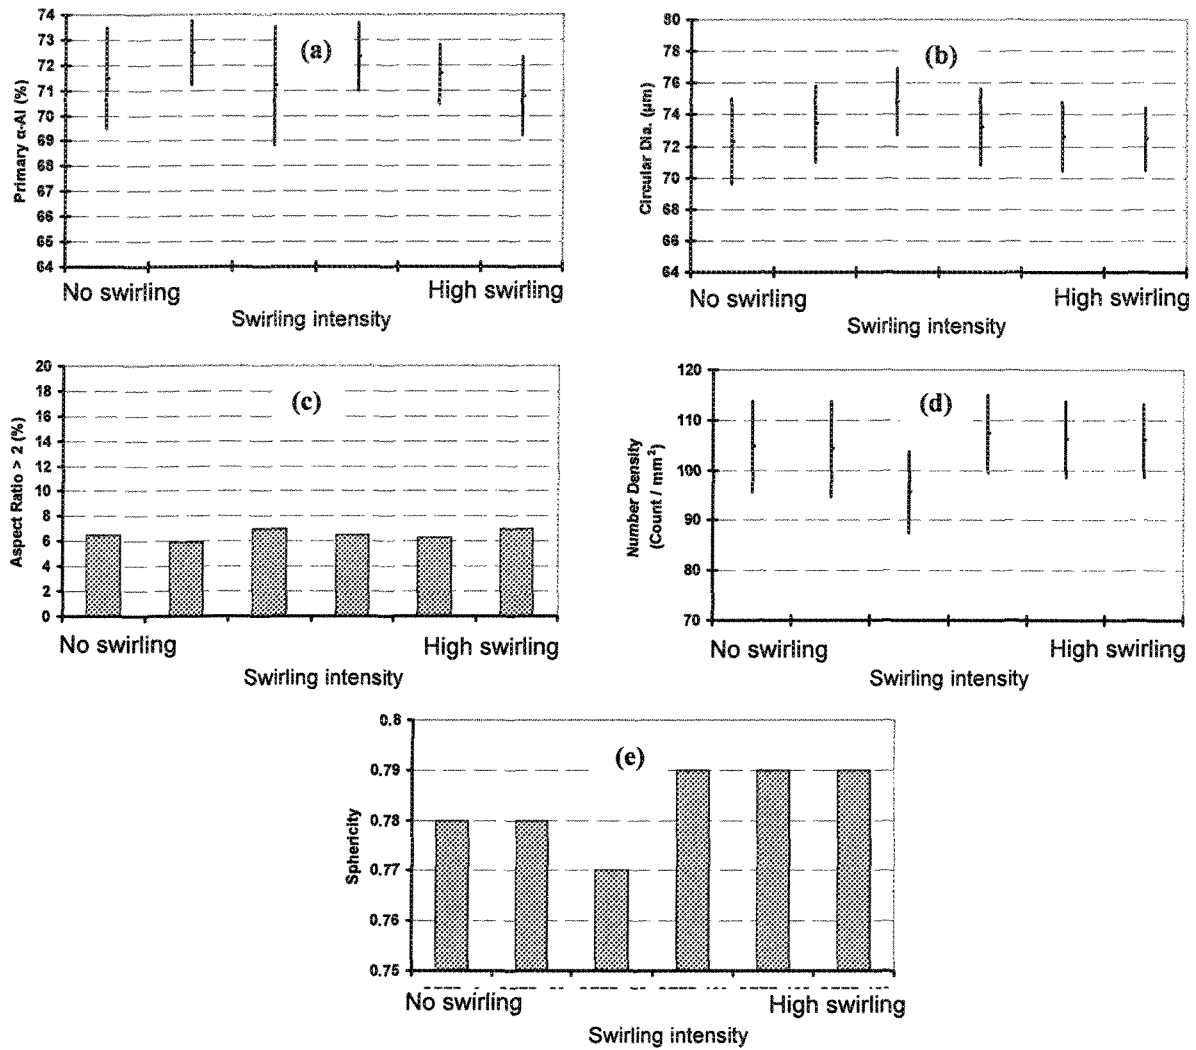 (a)
Primary α-Al (%)
74
73
72
71
70
69
68
67
66
65
64
No swirling
High swirling
Swirling intensity
(b)
Circular Dia. (μm)
80
78
76
74
72
70
68
66
64
No swirling
High swirling
Swirling intensity
(c)
Aspect Ratio > 2 (%)
20
18
16
14
12
10
8
6
4
2
0
No swirling
High swirling
Swirling intensity
(d)
Number Density
(Count / mm²)
120
110
100
90
80
70
No swirling
High swirling
Swirling intensity
(e)
Sphericity
0.8
0.79
0.78
0.77
0.76
0.75
No swirling
High swirling
Swirling intensity